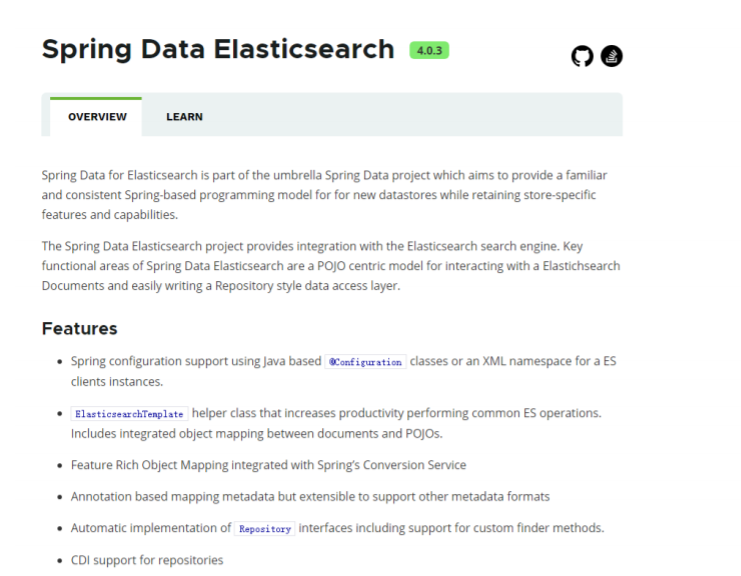 Spring Data Elasticsearch 4.0.3
OVERVIEW LEARN
Spring Data for Elasticsearch is part of the umbrella Spring Data project which aims to provide a familiar
and consistent Spring-based programming model for for new datastores while retaining store-specific
features and capabilities.
The Spring Data Elasticsearch project provides integration with the Elasticsearch search engine. Key
functional areas of Spring Data Elasticsearch are a POJO centric model for interacting with a Elastichsearch
Documents and easily writing a Repository style data access layer.
Features
• Spring configuration support using Java based @Configuration classes or an XML namespace for a ES
clients instances.
• ElasticsearchTemplate helper class that increases productivity performing common ES operations.
Includes integrated object mapping between documents and POJOs.
• Feature Rich Object Mapping integrated with Spring's Conversion Service
• Annotation based mapping metadata but extensible to support other metadata formats
• Automatic implementation of Repository interfaces including support for custom finder methods.
• CDI support for repositories